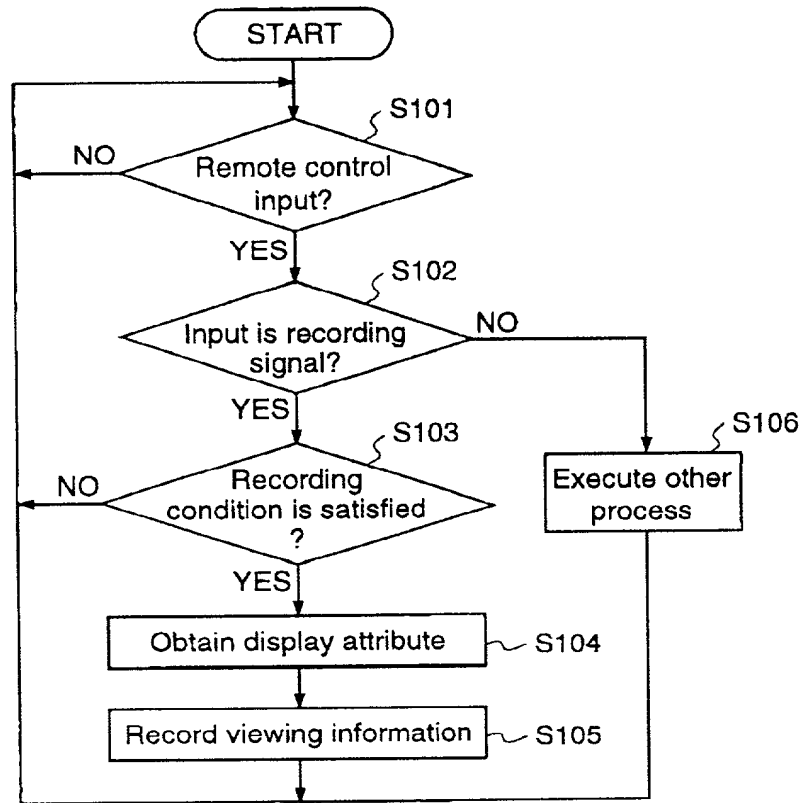 START
S101
NO
Remote control
input?
YES
S102
Input is recording
signal?
NO
YES
S103
S106
NO
Recording
condition is satisfied
?
Execute other
process
YES
Obtain display attribute
S104
Record viewing information
S105